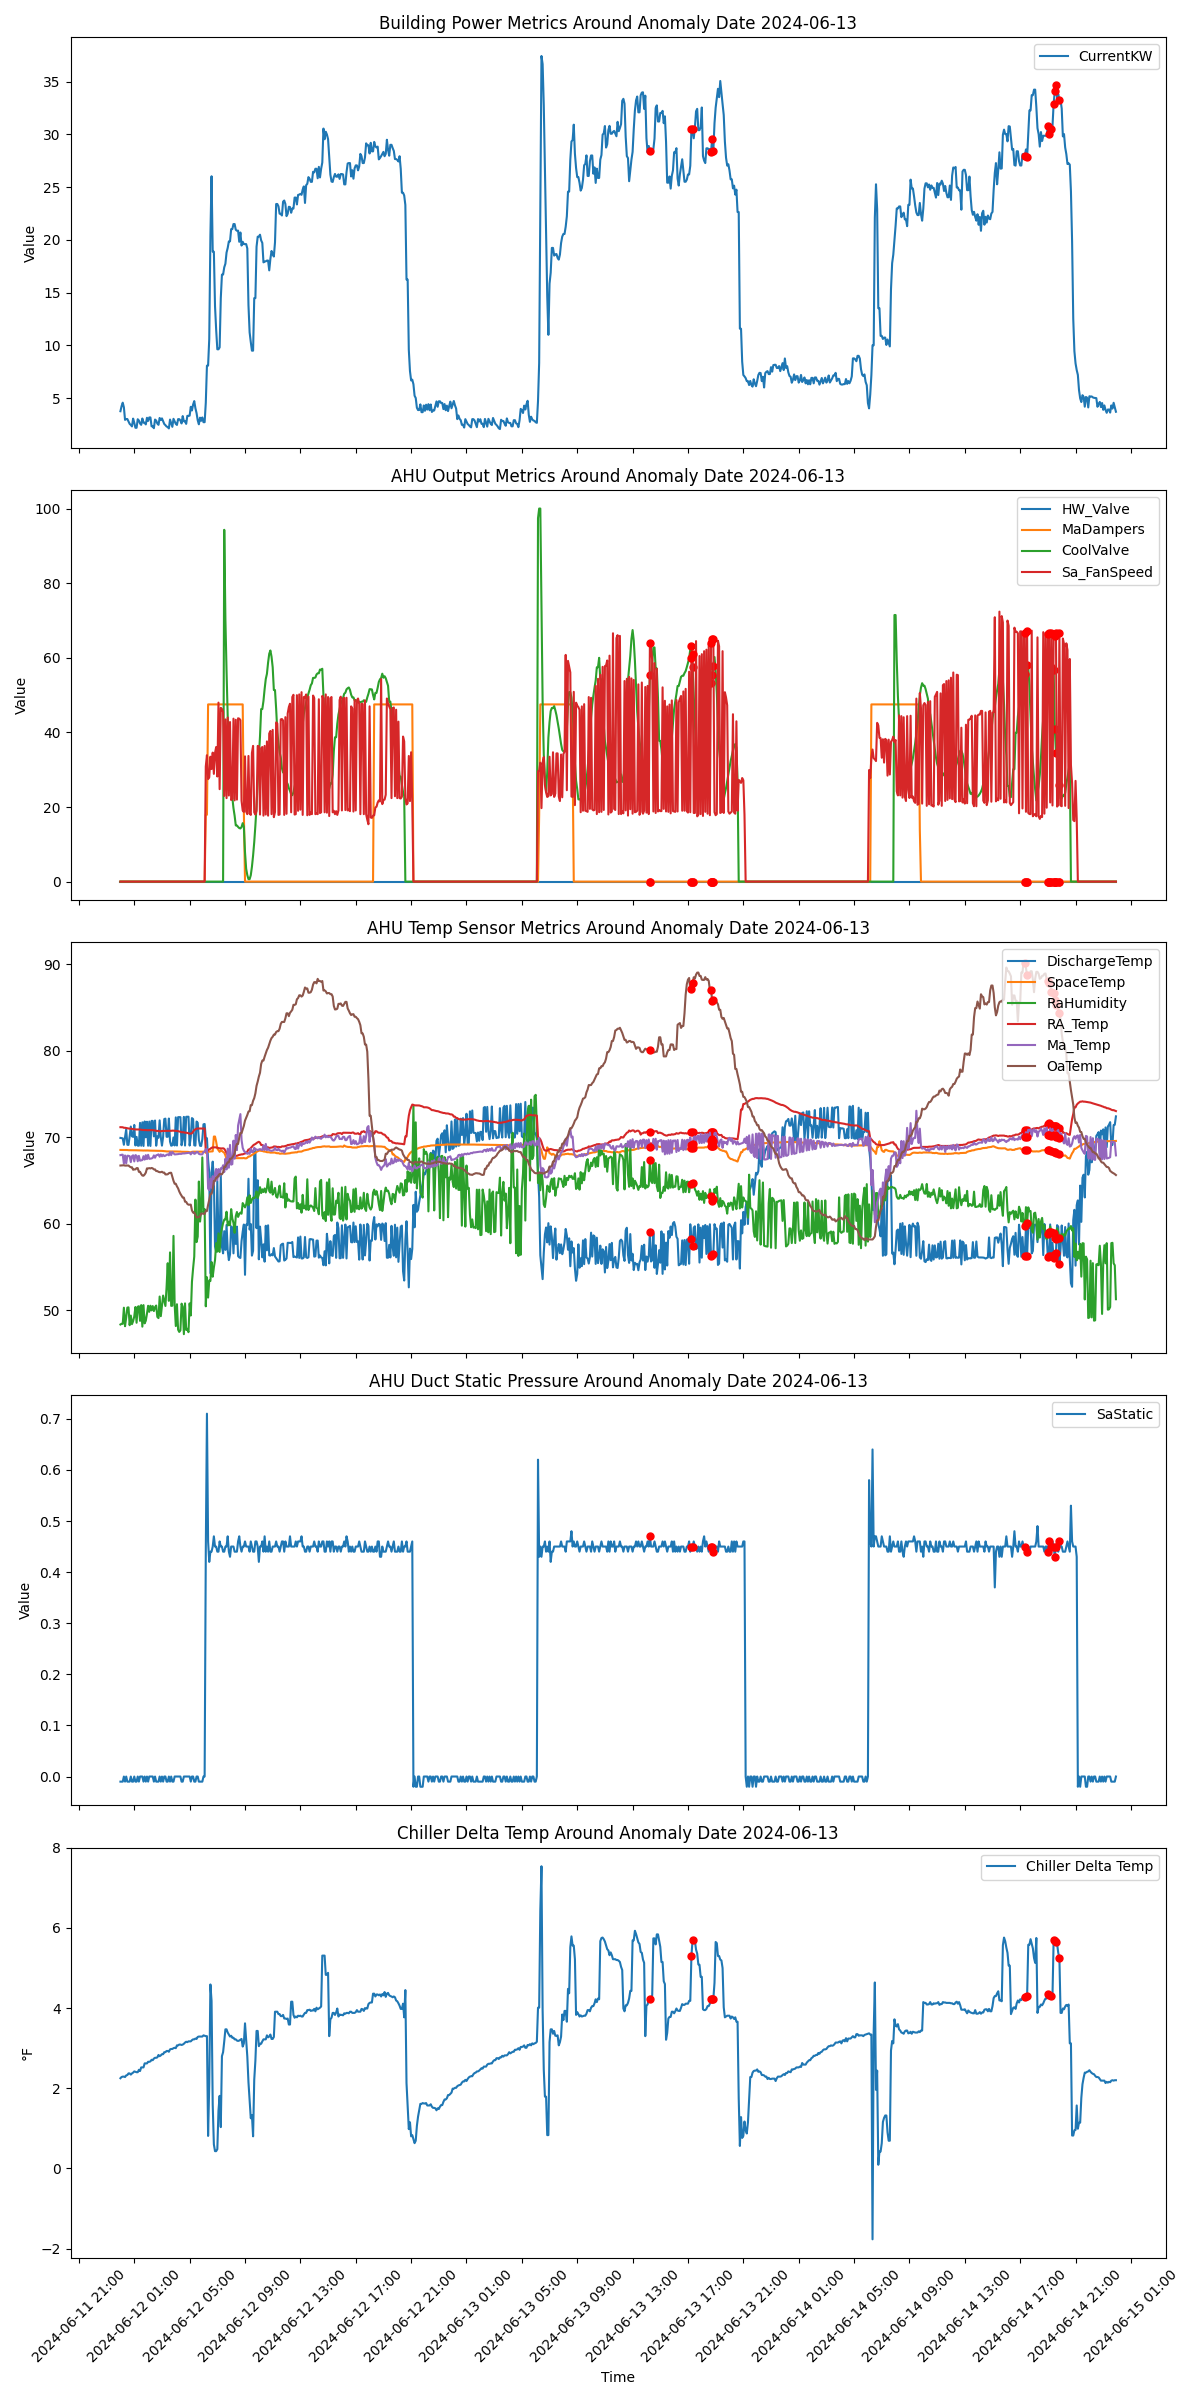 Building Power Metrics Around Anomaly Date 2024-06-13
CurrentKW
Value
35
30
25
20
15
10
5
AHU Output Metrics Around Anomaly Date 2024-06-13
HW_Valve
MaDampers
CoolValve
Sa_FanSpeed
Value
100
80
60
40
20
0
AHU Temp Sensor Metrics Around Anomaly Date 2024-06-13
DischargeTemp
SpaceTemp
RaHumidity
RA_Temp
Ma_Temp
OaTemp
Value
90
80
70
60
50
AHU Duct Static Pressure Around Anomaly Date 2024-06-13
SaStatic
Value
0.7
0.6
0.5
0.4
0.3
0.2
0.1
0.0
Chiller Delta Temp Around Anomaly Date 2024-06-13
Chiller Delta Temp
°F
8
6
4
2
0
−2
2024-06-11 21:00
2024-06-12 01:00
2024-06-12 05:00
2024-06-12 09:00
2024-06-12 13:00
2024-06-12 17:00
2024-06-12 21:00
2024-06-13 01:00
2024-06-13 05:00
2024-06-13 09:00
2024-06-13 13:00
2024-06-13 17:00
2024-06-13 21:00
2024-06-14 01:00
2024-06-14 05:00
2024-06-14 09:00
2024-06-14 13:00
2024-06-14 17:00
2024-06-14 21:00
2024-06-15 01:00
Time